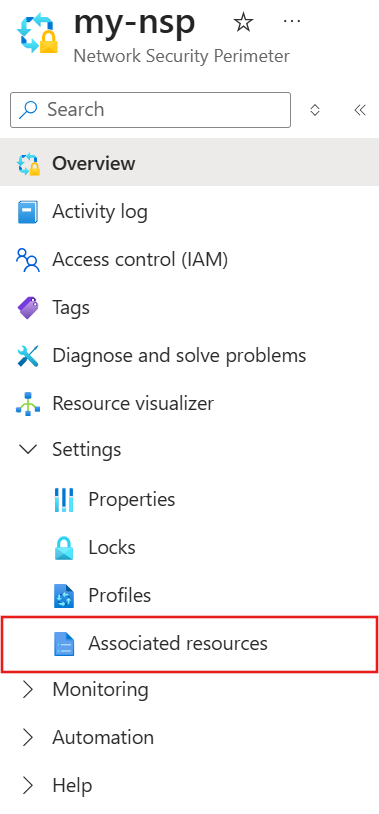 my-nsp
Network Security Perimeter
Search
Overview
Activity log
Access control (IAM)
Tags
Diagnose and solve problems
Resource visualizer
Settings
Properties
Locks
Profiles
Associated resources
Monitoring
Automation
Help